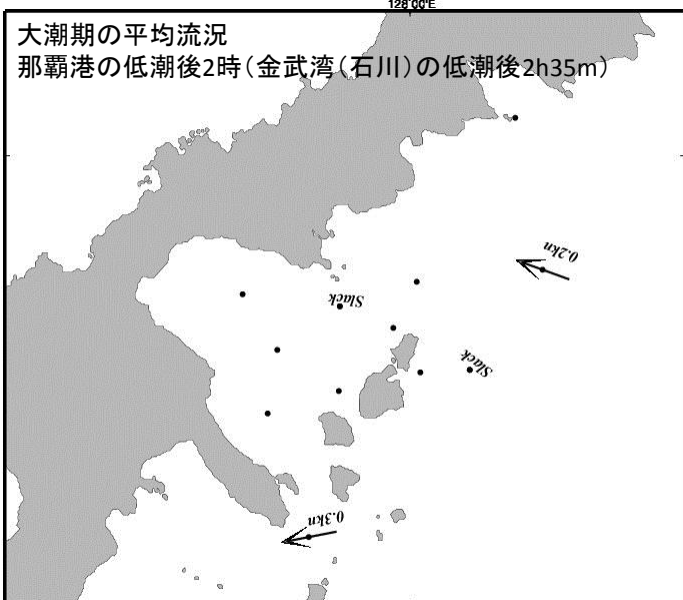 128°00'E
大潮期の平均流況
那覇港の低潮後2時（金武湾（石川）の低潮後2h35m）
0.2kn
Slack
Slack
0.3kn